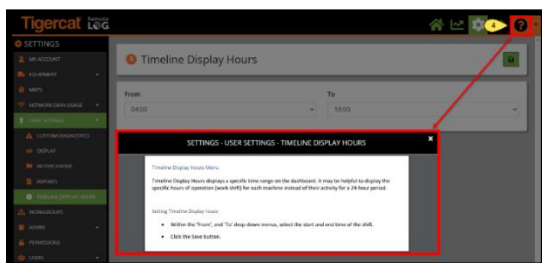 Tigercat RemoteLOG
4
?
SETTINGS
MY ACCOUNT
EQUIPMENT
MAPS
NETWORK DATA USAGE
USER SETTINGS
CUSTOM DIAGNOSTICS
DISPLAY
NOTIFICATIONS
REPORTS
TIMELINE DISPLAY HOURS
WORKGROUPS
ADMIN
PERMISSIONS
USERS
Timeline Display Hours
From
To
04:00
18:00
SETTINGS - USER SETTINGS - TIMELINE DISPLAY HOURS
Timeline Display Hours Menu
Timeline Display Hours displays a specific time range on the dashboard. It may be helpful to display the
specific hours of operation (work shift) for each machine instead of their activity for a 24 hour period.
Setting Timeline Display Hours
• Within the 'From', and 'To' drop-down menus, select the start and end time of the shift.
• Click the Save button.